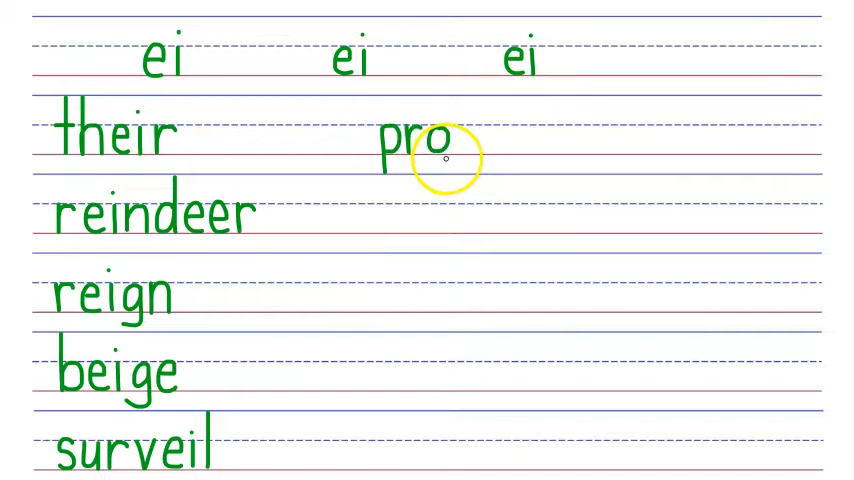 ei ei ei
their pro
reindeer
reign
beige
surveil